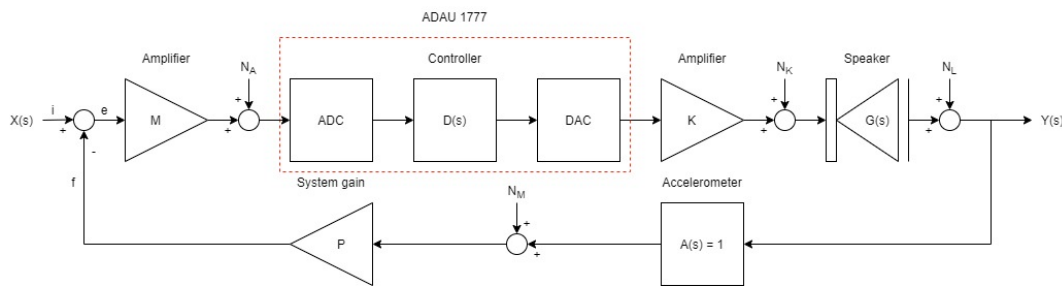 ADAU 1777
Amplifier
Controller
Amplifier
Speaker
N_A
N_K
N_L
X(s)
i
e
M
ADC
D(s)
DAC
K
G(s)
Y(s)
+
-
+
+
+
+
+
+
f
System gain
N_M
Accelerometer
P
+
+
A(s) = 1